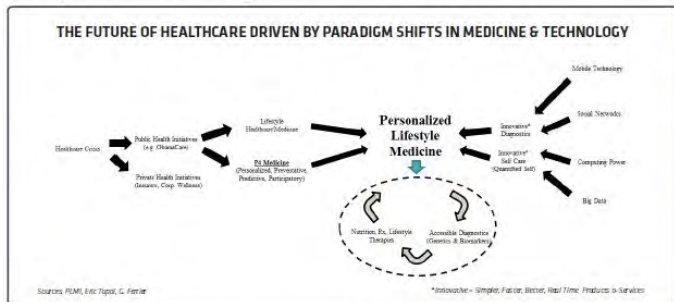 THE FUTURE OF HEALTHCARE DRIVEN BY PARADIGM SHIFTS IN MEDICINE & TECHNOLOGY
Healthcare Crisis
Public Health Initiatives
(e.g. ObamaCare)
Private Health Initiatives
(Insurers, Corp. Wellness)
Lifestyle
Healthcare/Medicine
P4 Medicine
(Personalized, Preventative,
Predictive, Participatory)
Personalized
Lifestyle
Medicine
Innovative*
Diagnostics
Innovative*
Self Care
(Quantified Self)
Mobile Technology
Social Networks
Computing Power
Big Data
Nutrition, Rx, Lifestyle
Therapies
Accessible Diagnostics
(Genetics & Biomarkers)
Sources: PLMI, Eric Topol, G. Ferrier
*Innovative = Simpler, Faster, Better, Real Time Products & Services